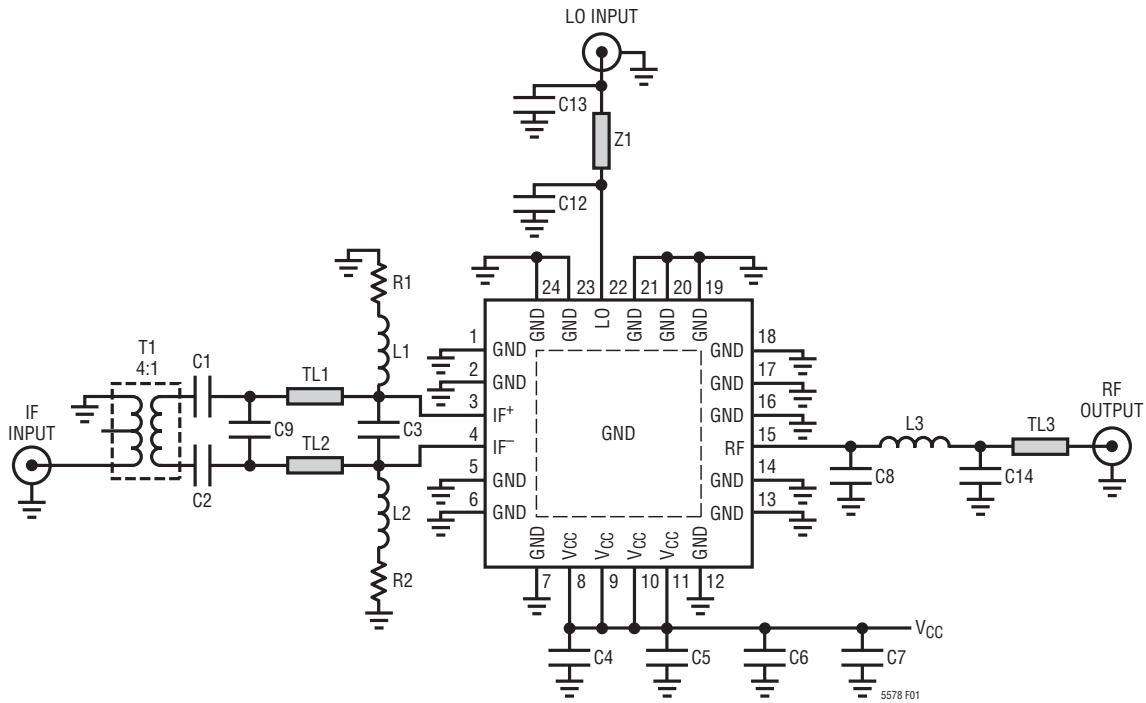 LO INPUT
C13
Z1
C12
R1
24 23 22 21 20 19
GND GND LO GND GND GND
L1
T1
4:1
C1
TL1
1 GND
2 GND
3 IF+
4 IF−
5 GND
6 GND
GND 18
GND 17
GND 16
RF 15
GND 14
GND 13
GND
IF
INPUT
C9
C3
TL2
C2
L2
R2
L3
TL3
RF
OUTPUT
C8
C14
GND VCC VCC VCC VCC GND
7 8 9 10 11 12
VCC
C4
C5
C6
C7
5578 F01